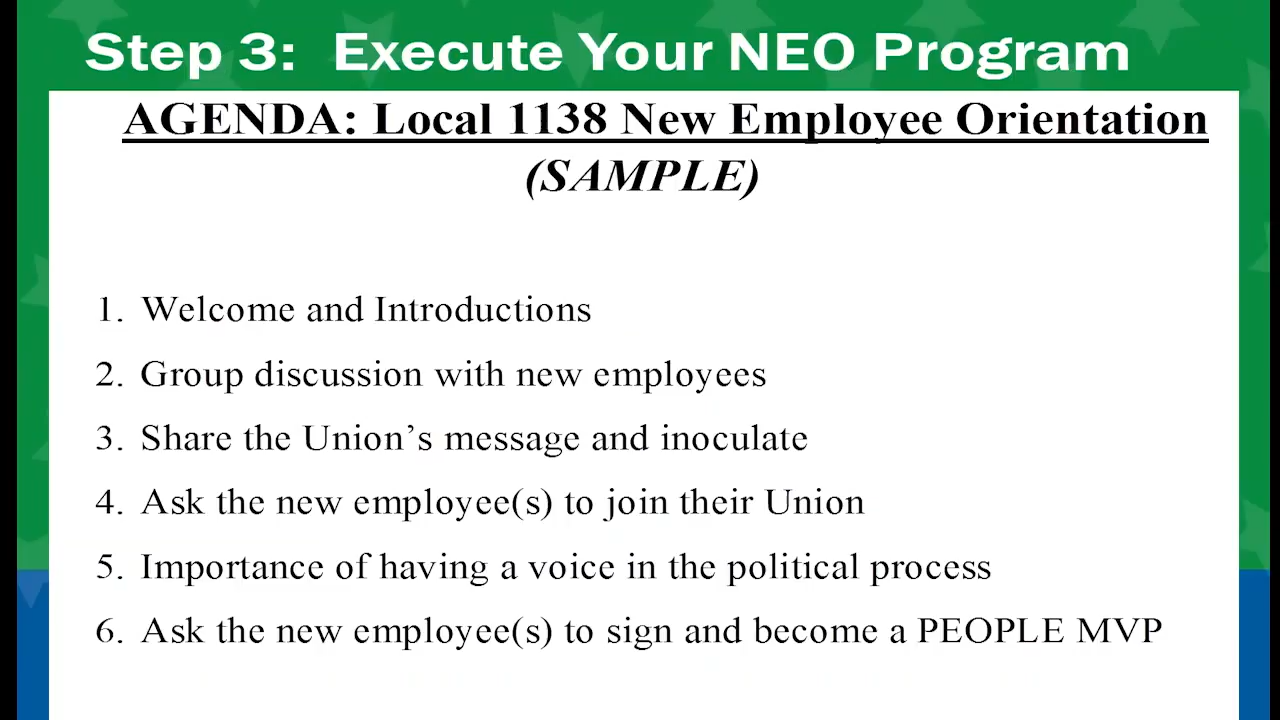 Step 3: Execute Your NEO Program
AGENDA: Local 1138 New Employee Orientation
(SAMPLE)
1. Welcome and Introductions
2. Group discussion with new employees
3. Share the Union’s message and inoculate
4. Ask the new employee(s) to join their Union
5. Importance of having a voice in the political process
6. Ask the new employee(s) to sign and become a PEOPLE MVP